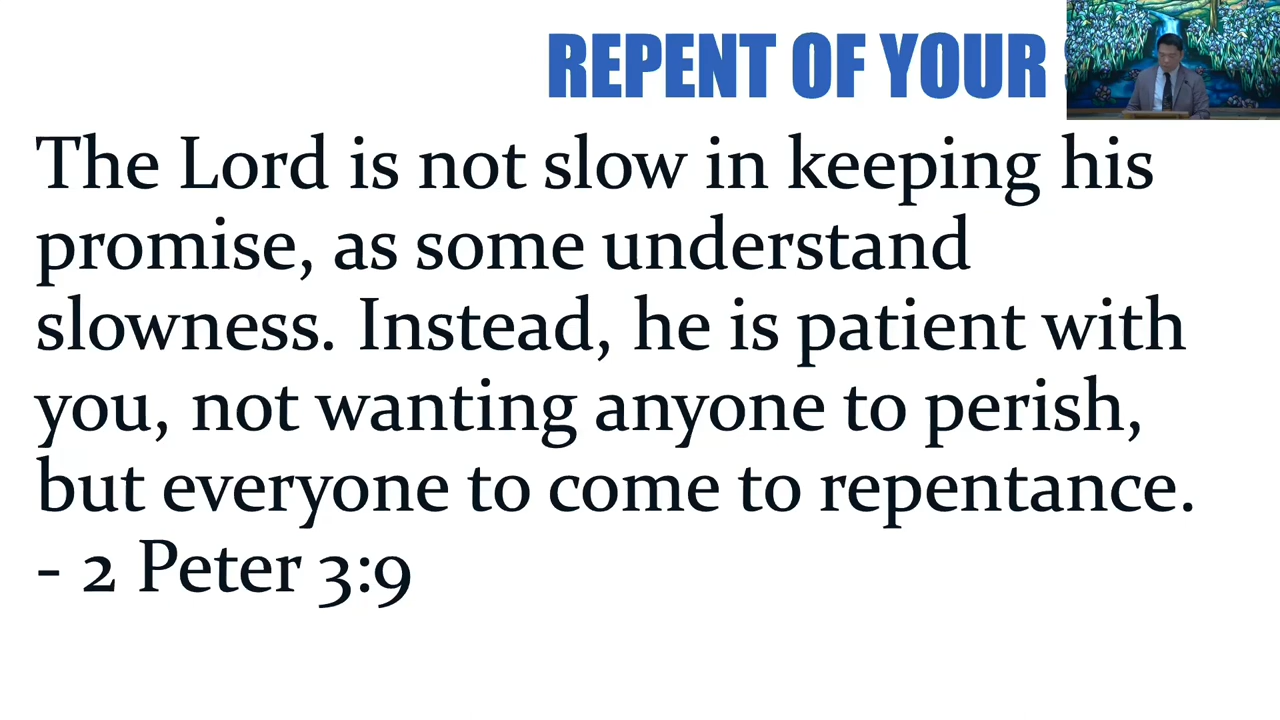 REPENT OF YOUR
The Lord is not slow in keeping his
promise, as some understand
slowness. Instead, he is patient with
you, not wanting anyone to perish,
but everyone to come to repentance.
- 2 Peter 3:9